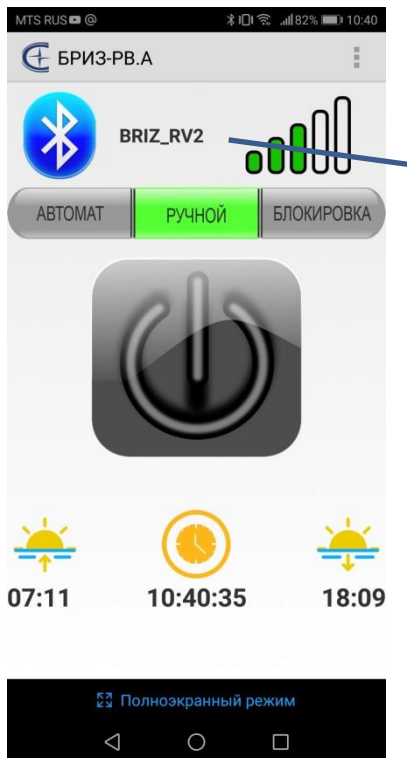 MTS RUS @ 82% 10:40
БРИЗ-РВ.А
BRIZ_RV2
АВТОМАТ РУЧНОЙ БЛОКИРОВКА
07:11 10:40:35 18:09
Полноэкранный режим